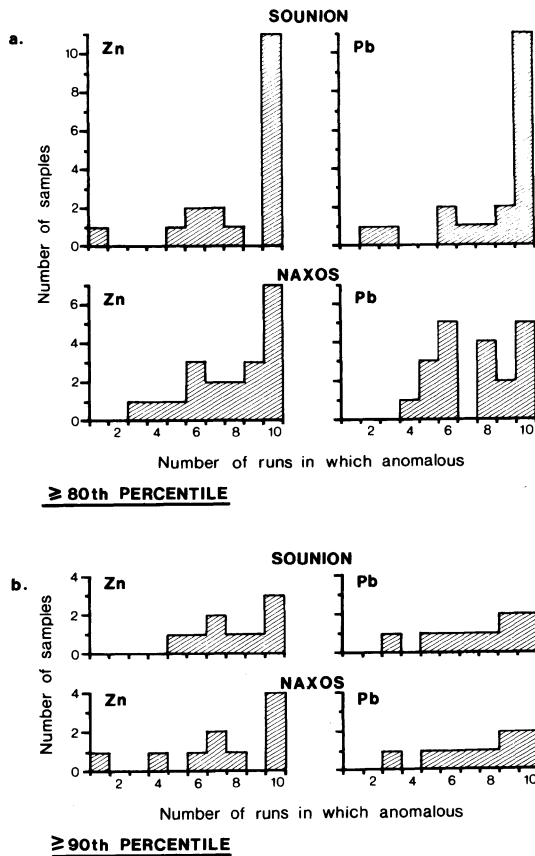 SOUNION
a.
Zn
Pb
10
8
6
4
2
0
Number of samples
NAXOS
Zn
Pb
6
4
2
0
2 4 6 8 10
2 4 6 8 10
Number of runs in which anomalous
≥ 80th PERCENTILE
SOUNION
b.
Zn
Pb
4
2
0
Number of samples
NAXOS
Zn
Pb
4
2
0
2 4 6 8 10
2 4 6 8 10
Number of runs in which anomalous
≥90th PERCENTILE